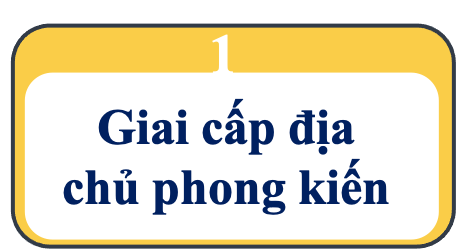 1
Giai cấp địa
chủ phong kiến